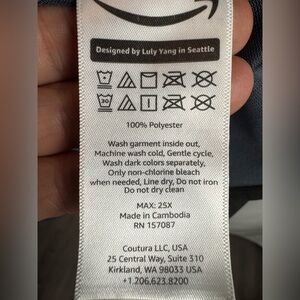 Designed by Luly Yang in Seattle
30
100% Polyester
Wash garment inside out,
Machine wash cold, Gentle cycle,
Wash dark colors separately,
Only non-chlorine bleach
when needed, Line dry, Do not iron
Do not dry clean
MAX: 25X
Made in Cambodia
RN 157087
Coutura LLC, USA
25 Central Way, Suite 310
Kirkland, WA 98033 USA
+1.206.623.8200